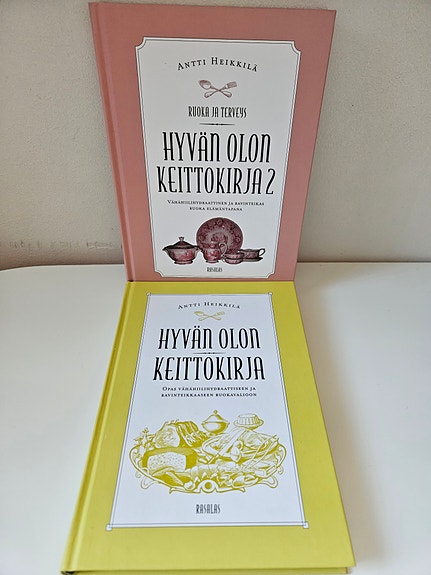 ANTTI HEIKKILÄ
RUOKA JA TERVEYS
HYVÄN OLON
KEITTOKIRJA 2
VÄHÄHIILIHYDRAATTINEN JA RAVINTEIKAS
RUOKA ELÄMÄNTAPANA
RASALAS
ANTTI HEIKKILÄ
HYVÄN OLON
KEITTOKIRJA
OPAS VÄHÄHIILIHYDRAATTISEEN JA
RAVINTEIKKAASEEN RUOKAVALIOON
RASALAS